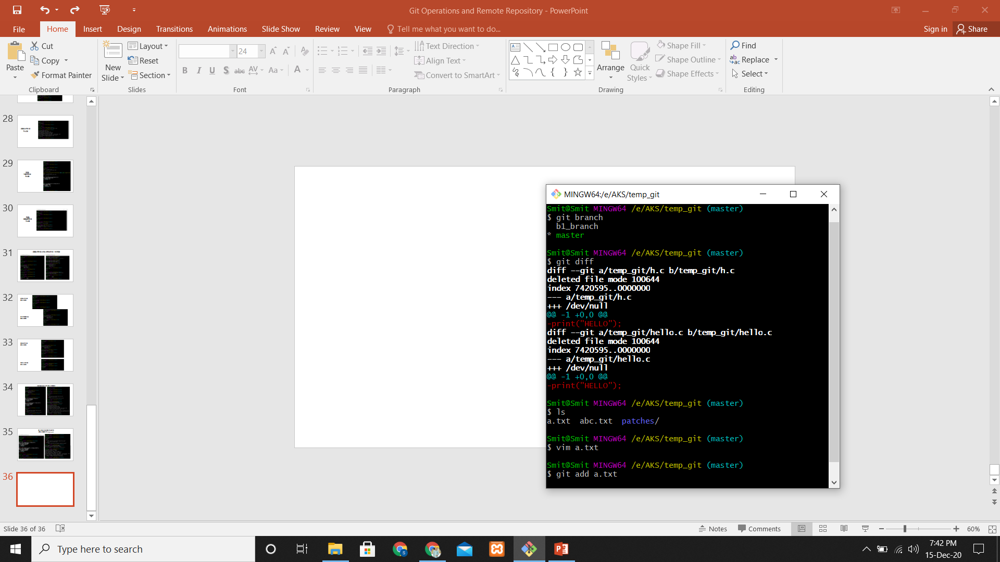 Git Operations and Remote Repository - PowerPoint
File Home Insert Design Transitions Animations Slide Show Review View Tell me what you want to do... Sign in Share
Paste
Cut
Copy
Format Painter
Clipboard
New
Slide
Layout
Reset
Section
Slides
24
B I U S abc AV Aa A
Font
Text Direction
Align Text
Convert to SmartArt
Paragraph
Arrange
Quick
Styles
Shape Fill
Shape Outline
Shape Effects
Drawing
Find
Replace
Select
Editing
28
29
30
31
32
33
34
35
36
MINGW64:/e/AKS/temp_git
Smit@Smit MINGW64 /e/AKS/temp_git (master)
$ git branch
  b1_branch
* master
Smit@Smit MINGW64 /e/AKS/temp_git (master)
$ git diff
diff --git a/temp_git/h.c b/temp_git/h.c
deleted file mode 100644
index 7420595..0000000
--- a/temp_git/h.c
+++ /dev/null
@@ -1 +0,0 @@
-print("HELLO");
diff --git a/temp_git/hello.c b/temp_git/hello.c
deleted file mode 100644
index 7420595..0000000
--- a/temp_git/hello.c
+++ /dev/null
@@ -1 +0,0 @@
-print("HELLO");
Smit@Smit MINGW64 /e/AKS/temp_git (master)
$ ls
a.txt  abc.txt  patches/
Smit@Smit MINGW64 /e/AKS/temp_git (master)
$ vim a.txt
Smit@Smit MINGW64 /e/AKS/temp_git (master)
$ git add a.txt
Slide 36 of 36
Notes
Comments
60%
Type here to search
7:42 PM
15-Dec-20